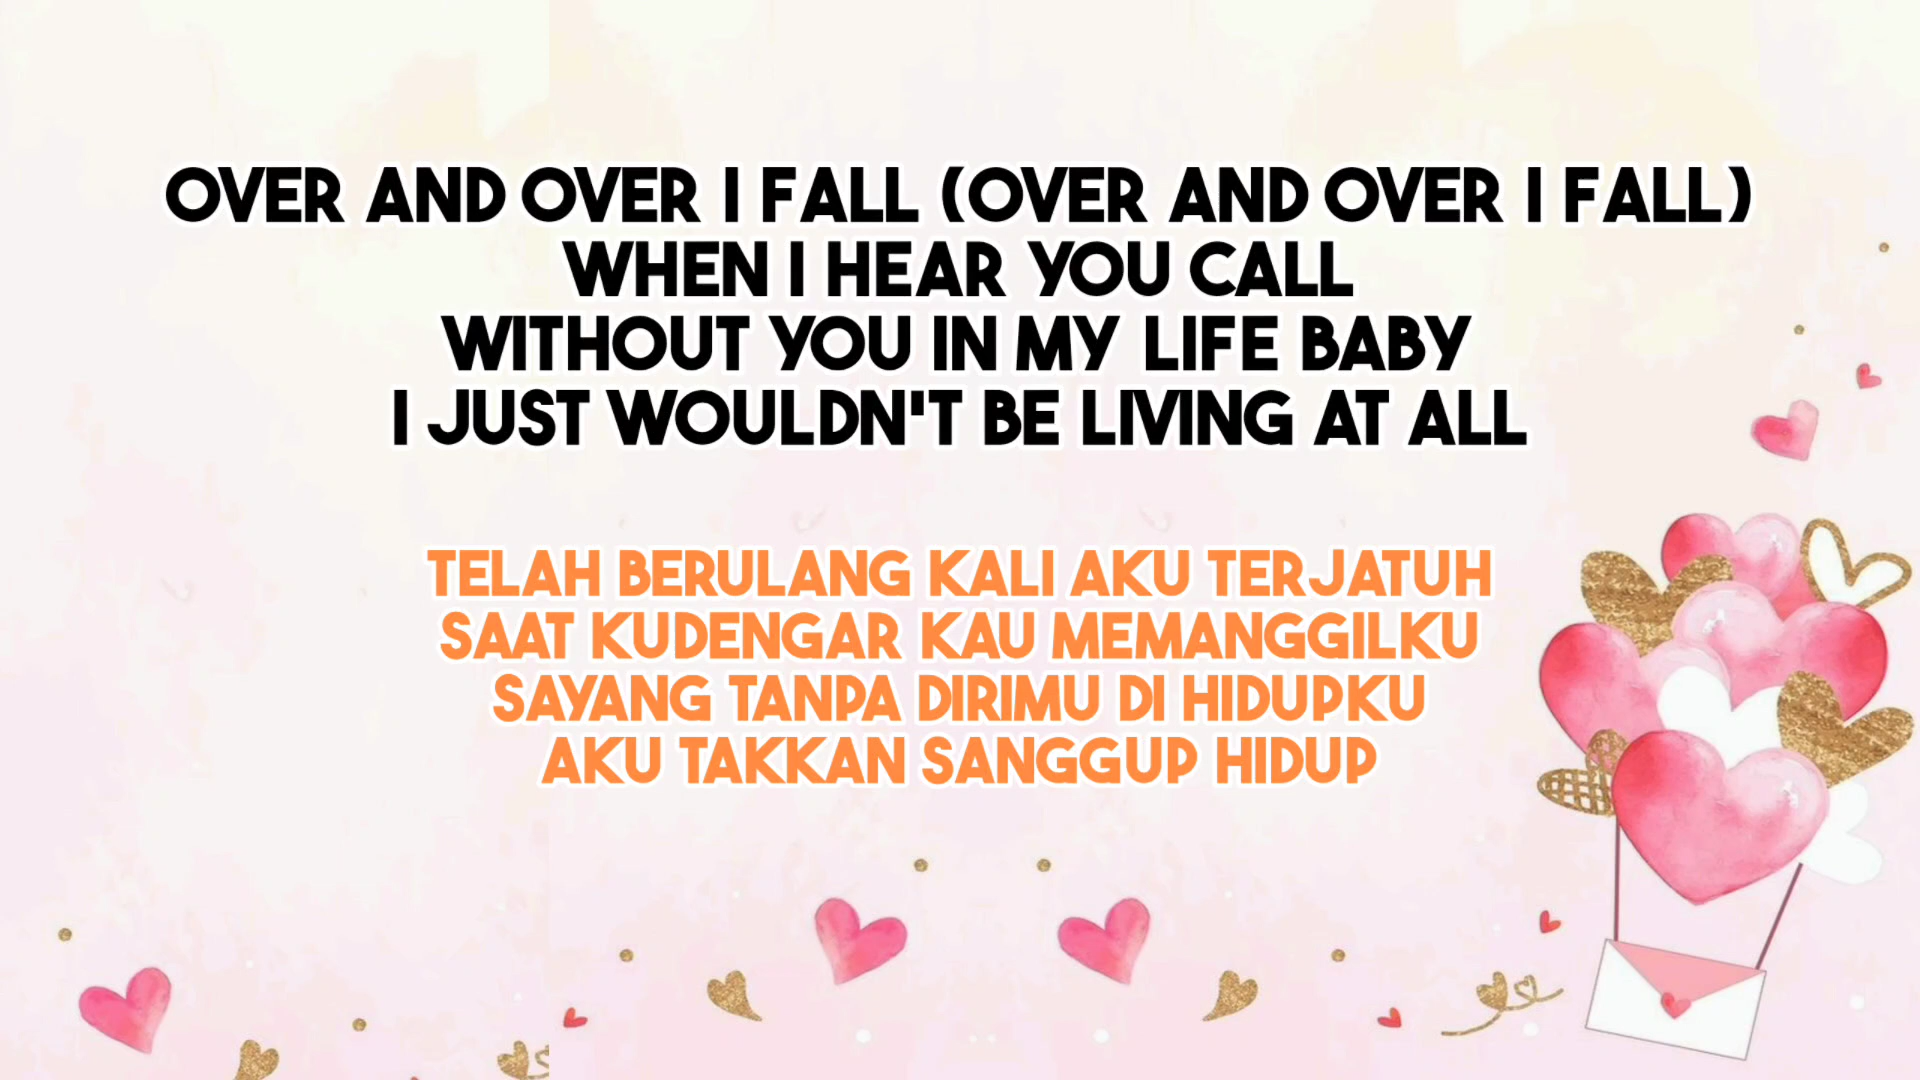 OVER AND OVER I FALL (OVER AND OVER I FALL)
WHEN I HEAR YOU CALL
WITHOUT YOU IN MY LIFE BABY
I JUST WOULDN'T BE LIVING AT ALL
TELAH BERULANG KALI AKU TERJATUH
SAAT KUDENGAR KAU MEMANGGILKU
SAYANG TANPA DIRIMU DI HIDUPKU
AKU TAKKAN SANGGUP HIDUP